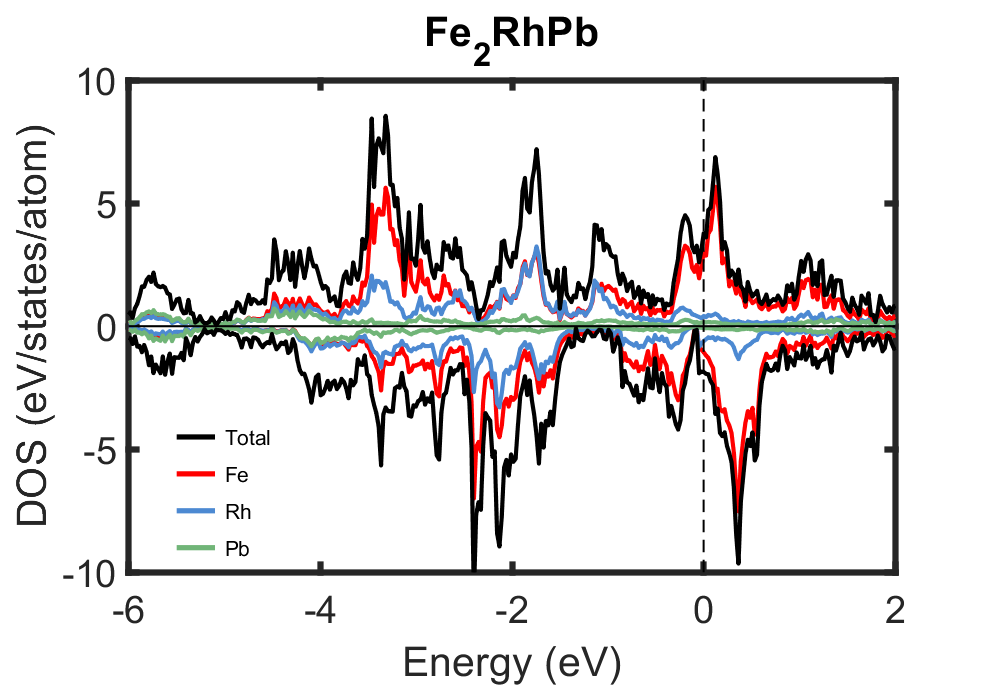 Fe₂RhPb
DOS (eV/states/atom)
10
5
0
-5
-10
Total
Fe
Rh
Pb
-6 -4 -2 0 2
Energy (eV)